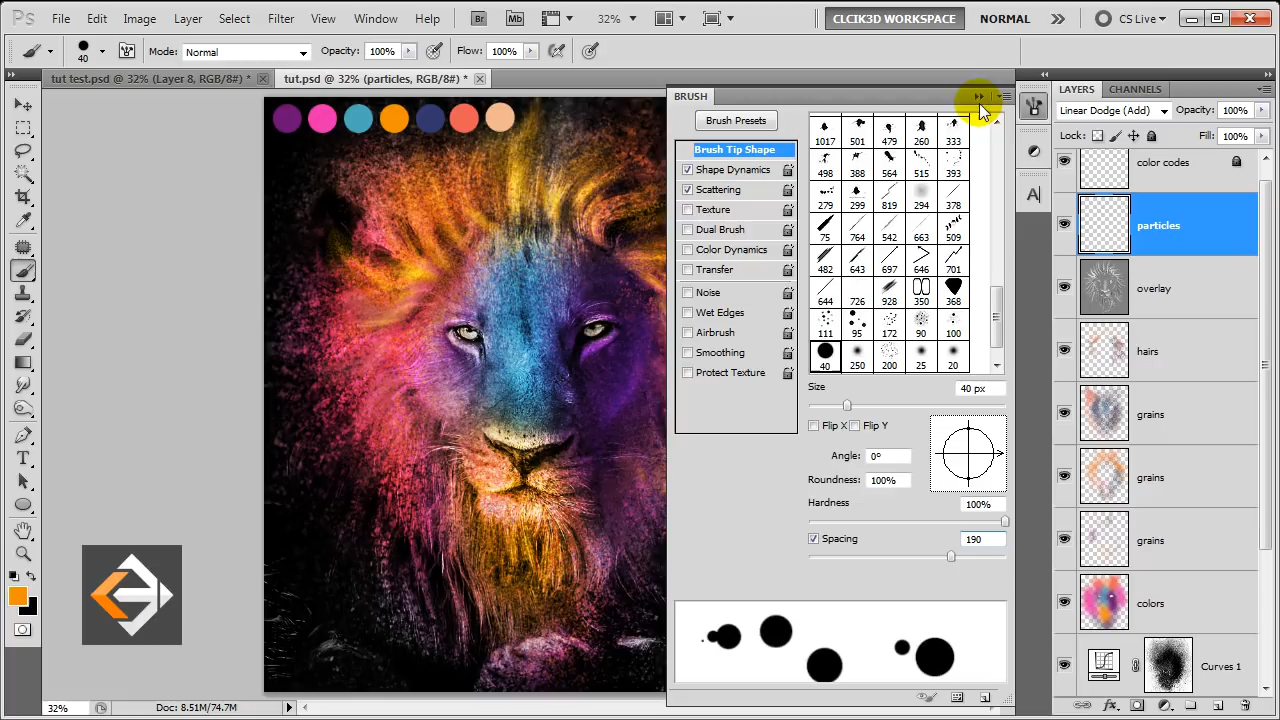 Ps File Edit Image Layer Select Filter View Window Help Br Mb 32% CLCIK3D WORKSPACE NORMAL CS Live
40 Mode: Normal Opacity: 100% Flow: 100%
tut test.psd @ 32% (Layer 8, RGB/8#) * tut.psd @ 32% (particles, RGB/8#) *
BRUSH
Brush Presets
Brush Tip Shape
Shape Dynamics
Scattering
Texture
Dual Brush
Color Dynamics
Transfer
Noise
Wet Edges
Airbrush
Smoothing
Protect Texture
1017 501 479 260 333
498 388 564 515 393
279 299 819 294 378
75 764 542 663 509
482 643 697 646 701
644 726 928 350 368
111 95 172 90 100
40 250 200 25 20
Size 40 px
Flip X Flip Y
Angle: 0°
Roundness: 100%
Hardness 100%
Spacing 190
LAYERS CHANNELS
Linear Dodge (Add) Opacity: 100%
Lock: Fill: 100%
color codes
particles
overlay
hairs
grains
grains
grains
colors
Curves 1
A
T
32% Doc: 8.51M/74.7M